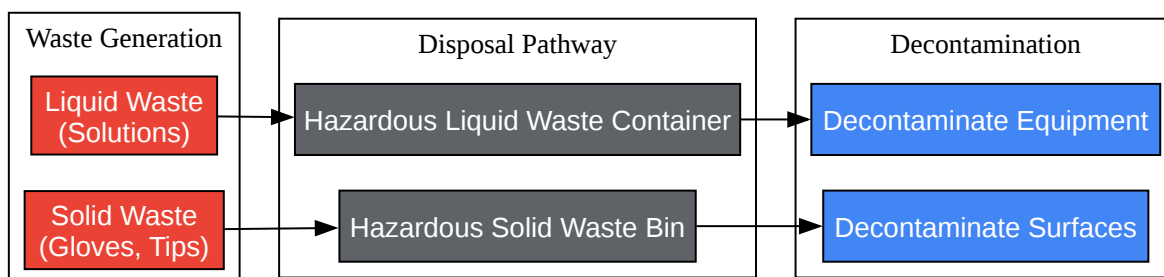 Waste Generation
Disposal Pathway
Decontamination
Liquid Waste
(Solutions)
Hazardous Liquid Waste Container
Decontaminate Equipment
Solid Waste
(Gloves, Tips)
Hazardous Solid Waste Bin
Decontaminate Surfaces